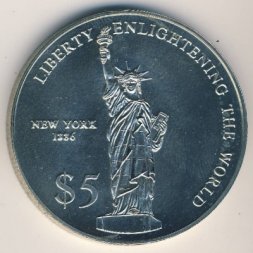 LIBERTY ENLIGHTENING THE WORLD
NEW YORK
1886
$5